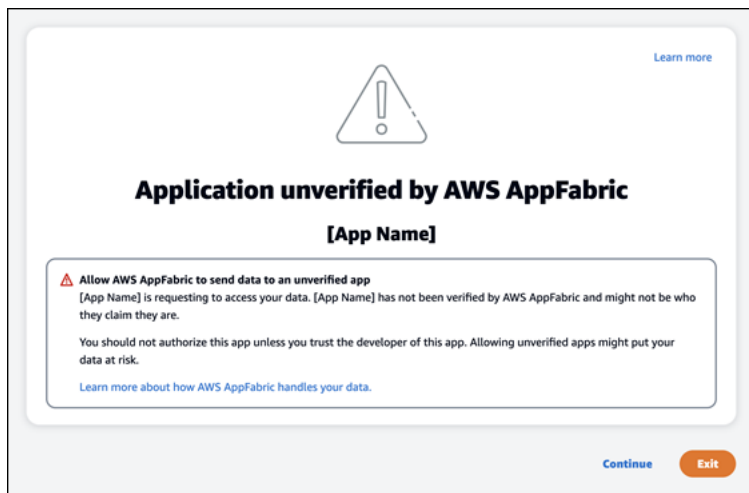 Learn more
Application unverified by AWS AppFabric
[App Name]
Allow AWS AppFabric to send data to an unverified app
[App Name] is requesting to access your data. [App Name] has not been verified by AWS AppFabric and might not be who
they claim they are.
You should not authorize this app unless you trust the developer of this app. Allowing unverified apps might put your
data at risk.
Learn more about how AWS AppFabric handles your data.
Continue
Exit